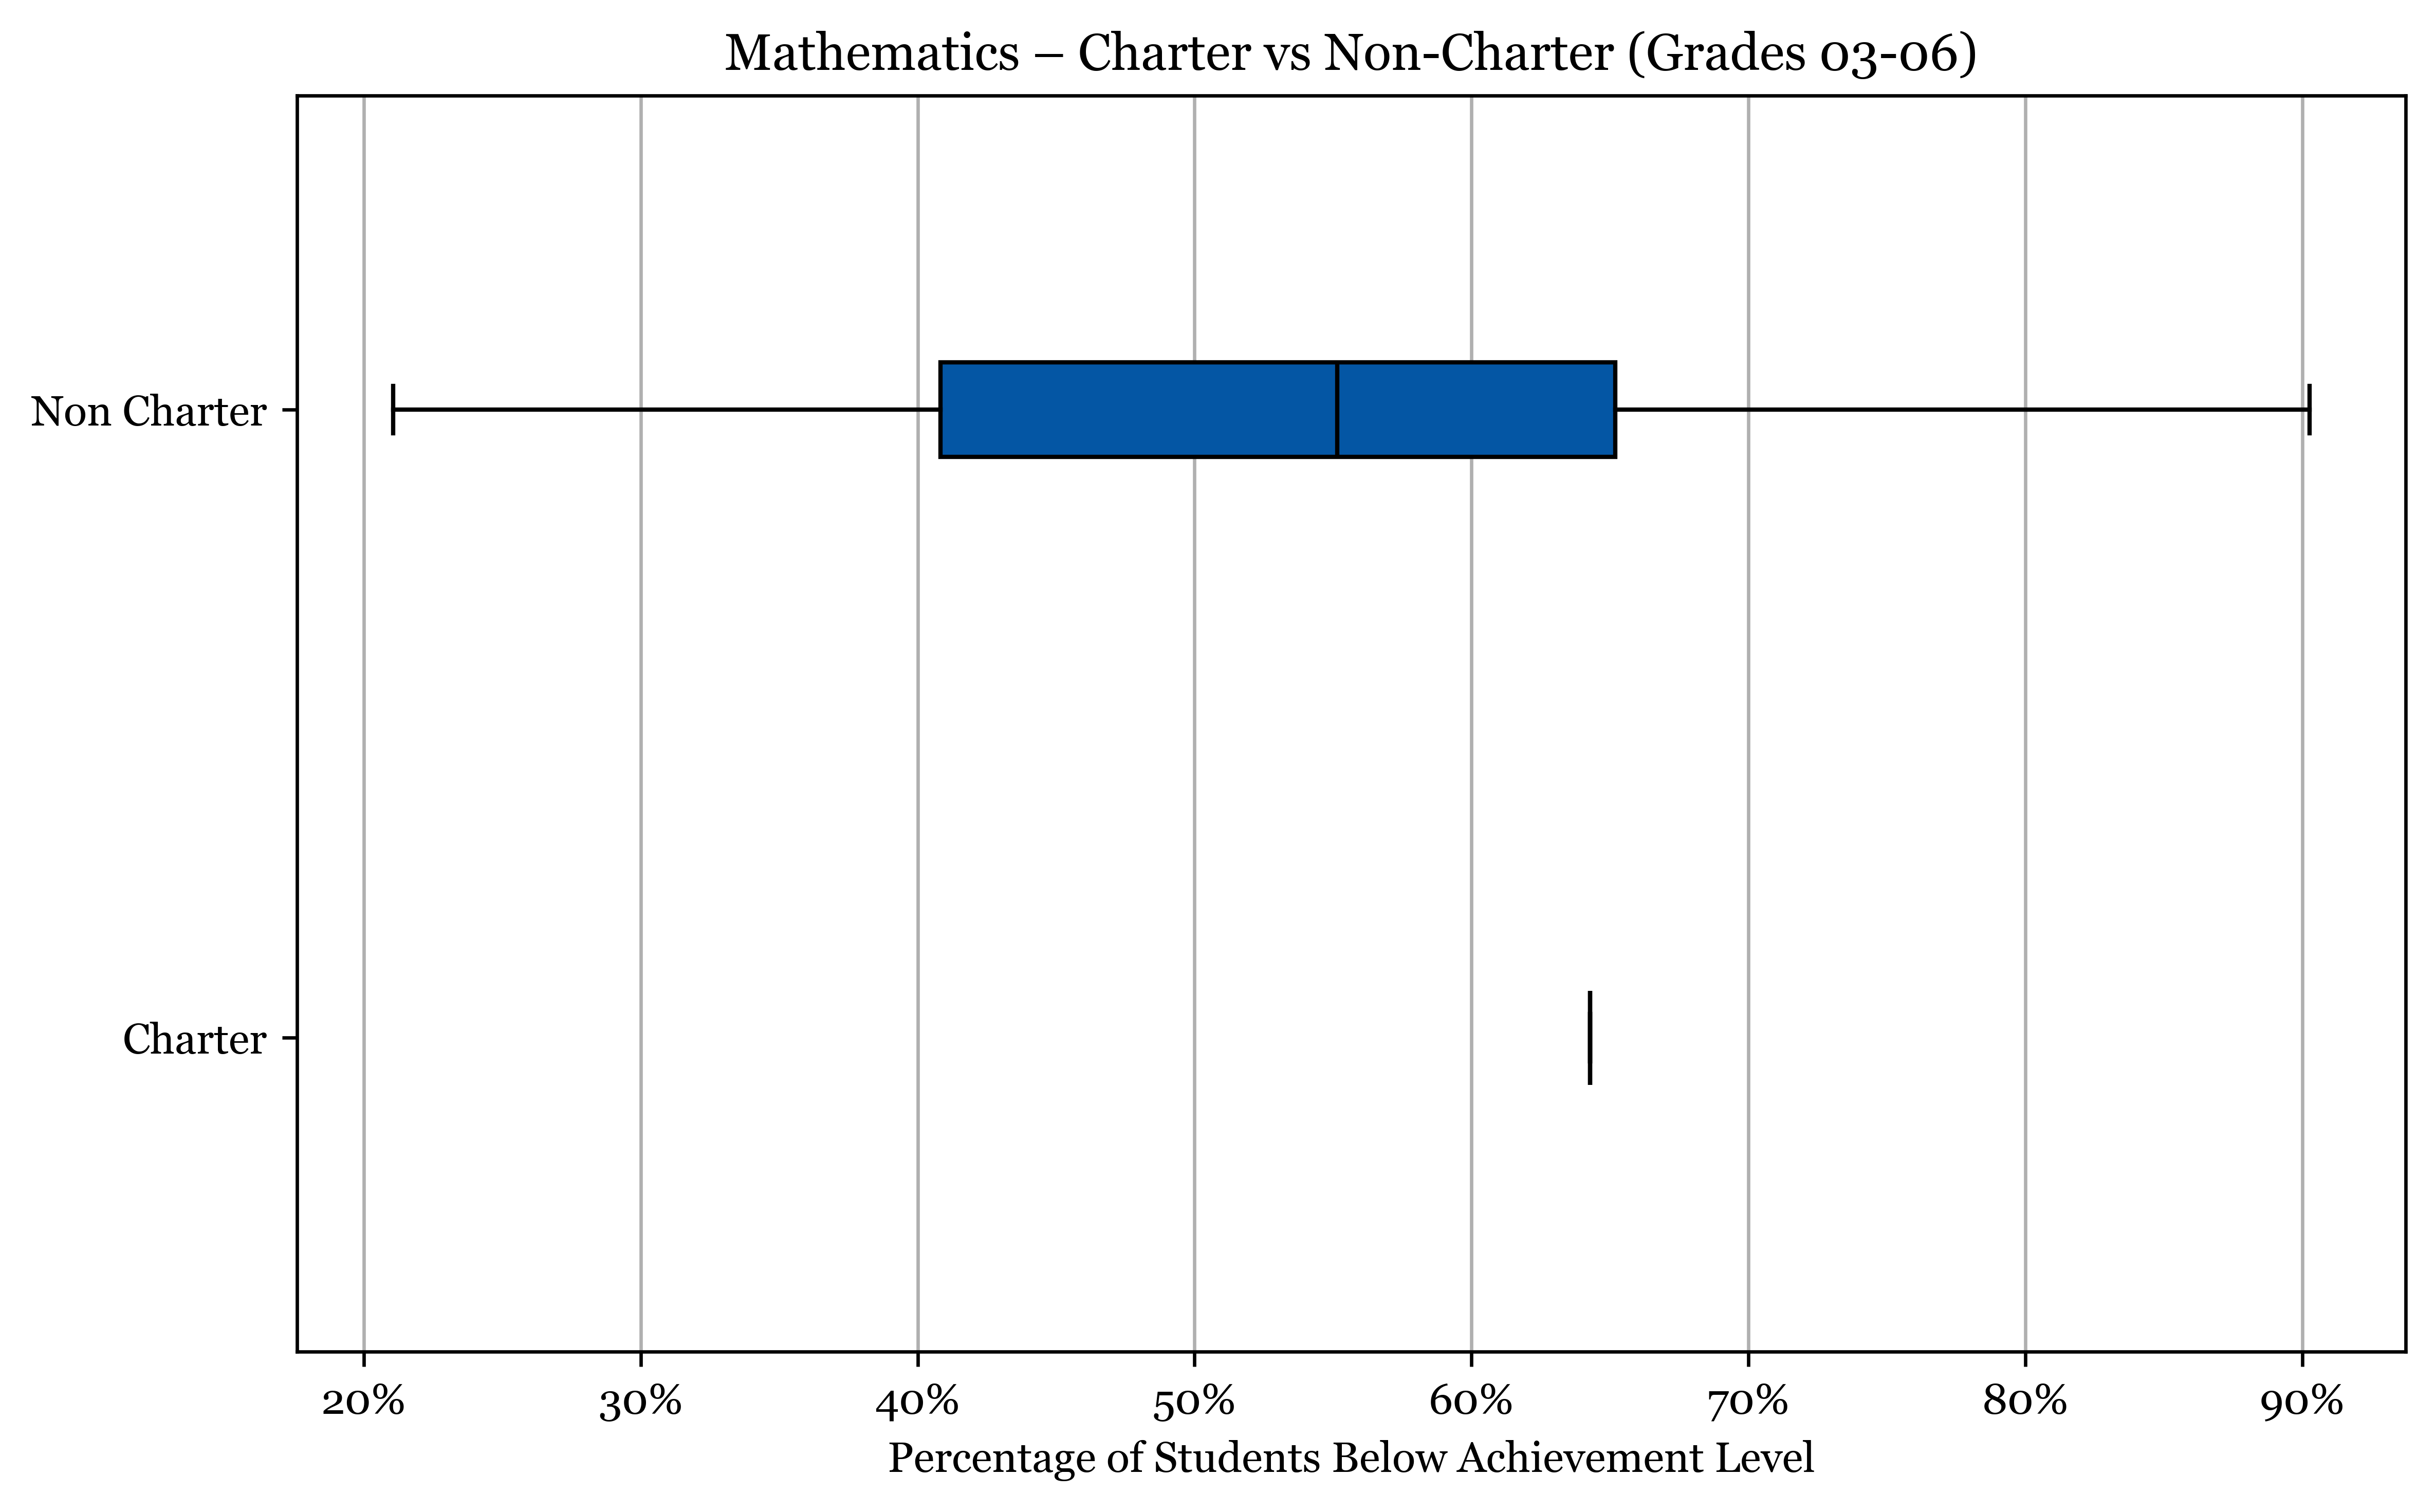 Mathematics – Charter vs Non-Charter (Grades 03-06)
Non Charter
Charter
20% 30% 40% 50% 60% 70% 80% 90%
Percentage of Students Below Achievement Level